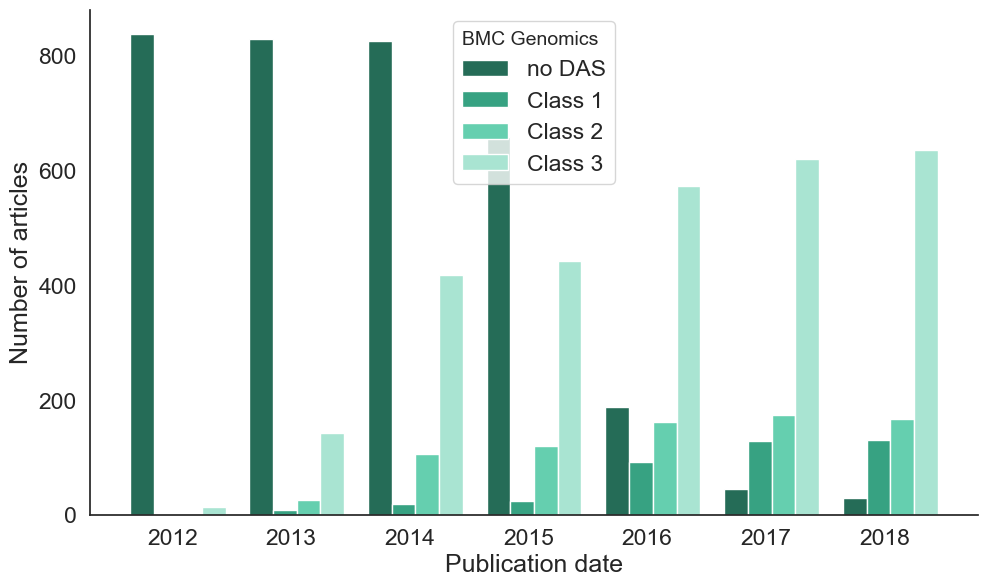 BMC Genomics
no DAS
Class 1
Class 2
Class 3
Number of articles
800
600
400
200
0
2012 2013 2014 2015 2016 2017 2018
Publication date